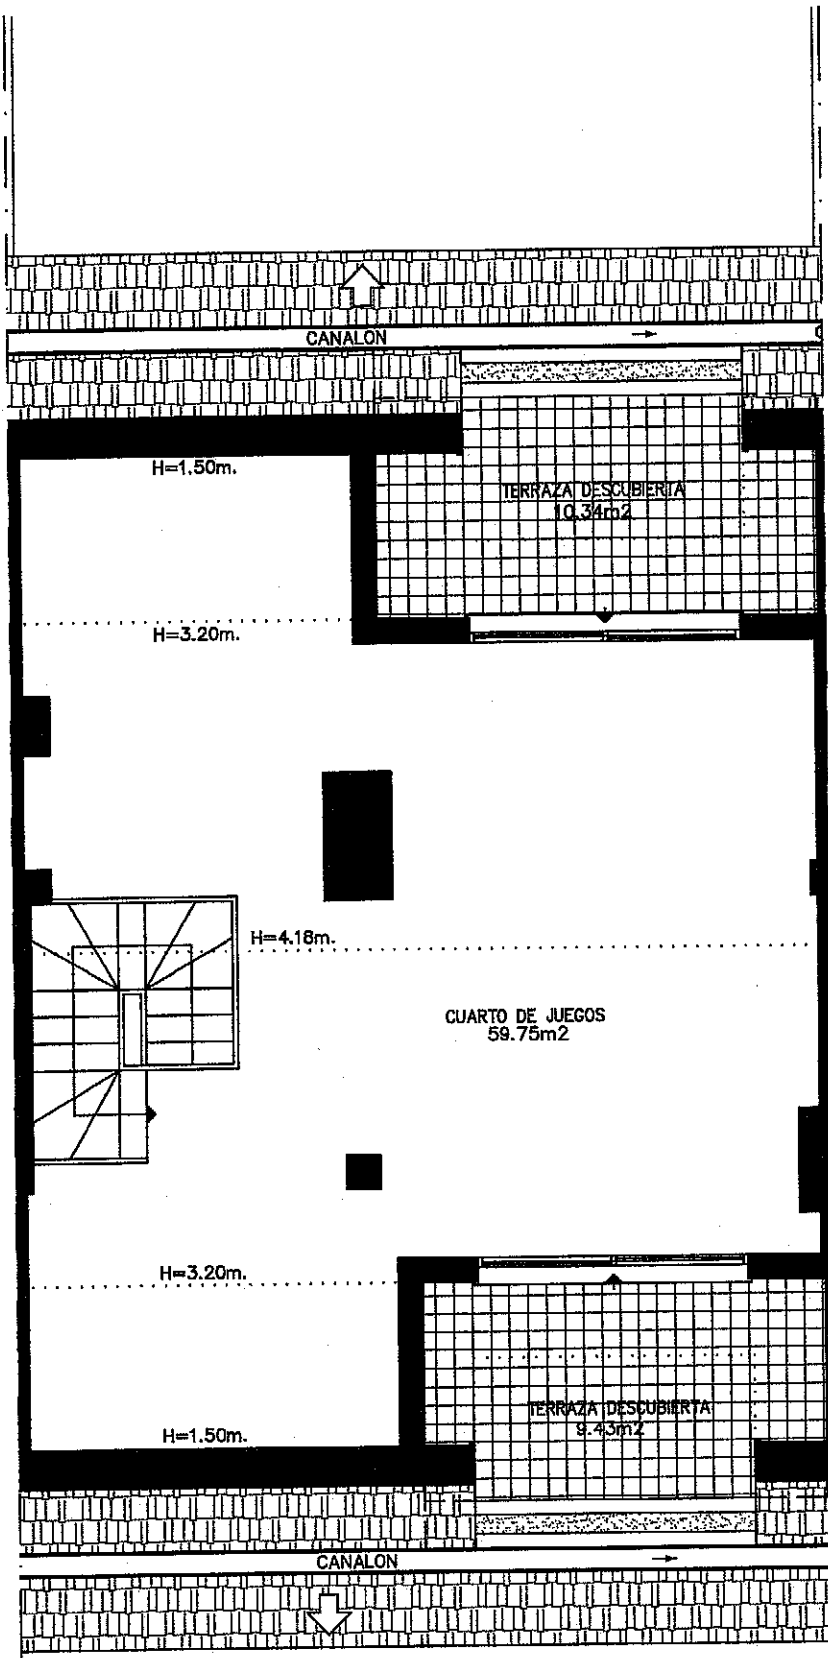 CANALON
H=1.50m.
TERRAZA DESCUBIERTA
10.34m2
H=3.20m.
H=4.18m.
CUARTO DE JUEGOS
59.75m2
H=3.20m.
TERRAZA DESCUBIERTA
9.43m2
H=1.50m.
CANALON